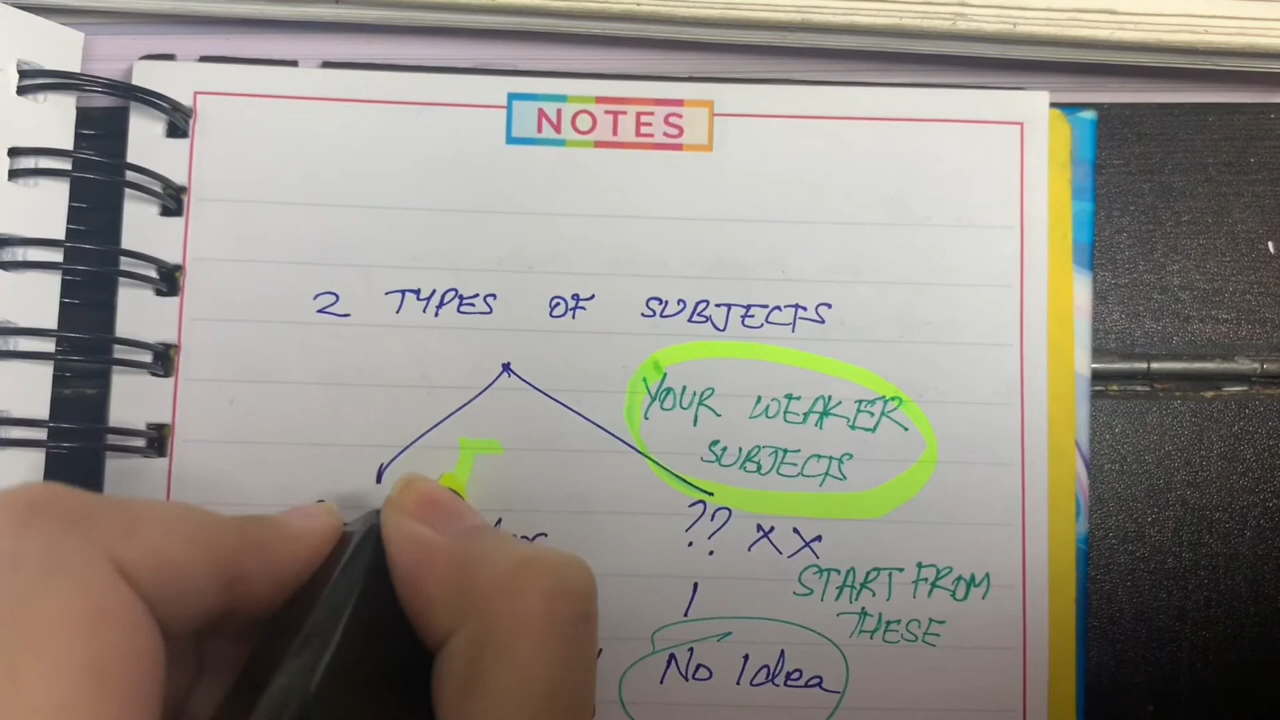 NOTES
2 TYPES OF SUBJECTS
YOUR WEAKER
SUBJECTS
?? XX
START FROM
THESE
No Idea